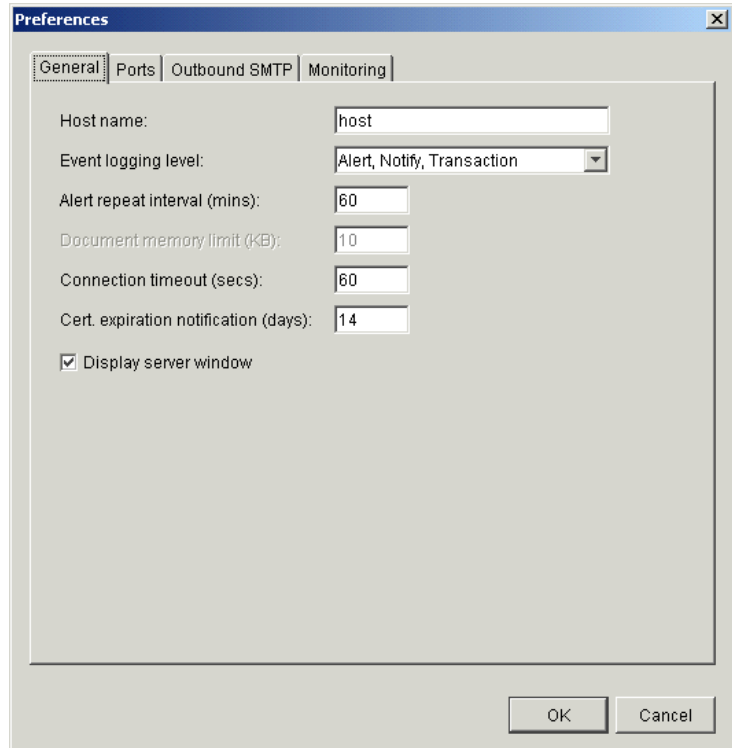 Preferences
General Ports Outbound SMTP Monitoring
Host name: host
Event logging level: Alert, Notify, Transaction
Alert repeat interval (mins): 60
Document memory limit (KB): 10
Connection timeout (secs): 60
Cert. expiration notification (days): 14
Display server window
OK Cancel